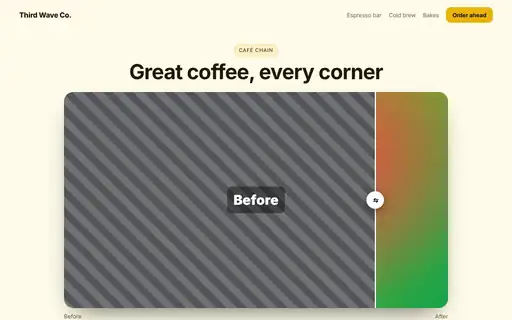 Third Wave Co.
Espresso bar Cold brew Bakes Order ahead
CAFÉ CHAIN
Great coffee, every corner
Before
Before After